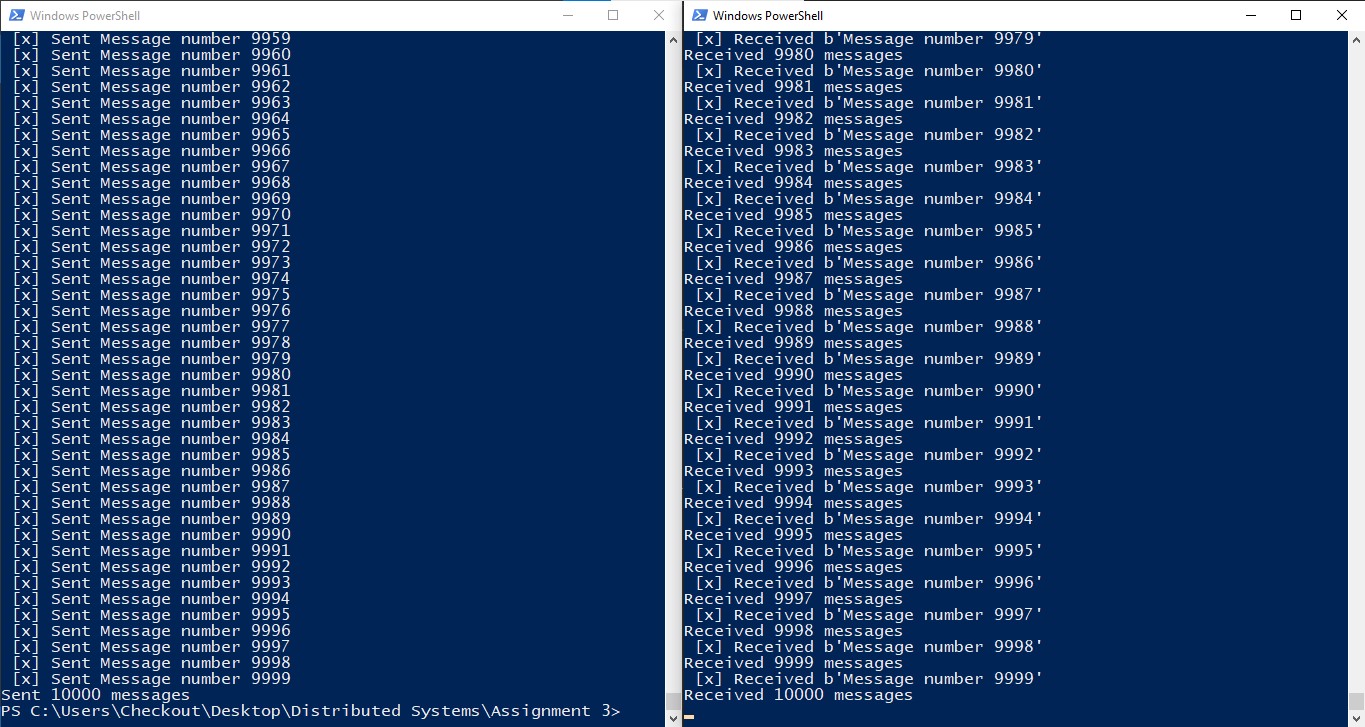 Windows PowerShell
[x] Sent Message number 9959
[x] Sent Message number 9960
[x] Sent Message number 9961
[x] Sent Message number 9962
[x] Sent Message number 9963
[x] Sent Message number 9964
[x] Sent Message number 9965
[x] Sent Message number 9966
[x] Sent Message number 9967
[x] Sent Message number 9968
[x] Sent Message number 9969
[x] Sent Message number 9970
[x] Sent Message number 9971
[x] Sent Message number 9972
[x] Sent Message number 9973
[x] Sent Message number 9974
[x] Sent Message number 9975
[x] Sent Message number 9976
[x] Sent Message number 9977
[x] Sent Message number 9978
[x] Sent Message number 9979
[x] Sent Message number 9980
[x] Sent Message number 9981
[x] Sent Message number 9982
[x] Sent Message number 9983
[x] Sent Message number 9984
[x] Sent Message number 9985
[x] Sent Message number 9986
[x] Sent Message number 9987
[x] Sent Message number 9988
[x] Sent Message number 9989
[x] Sent Message number 9990
[x] Sent Message number 9991
[x] Sent Message number 9992
[x] Sent Message number 9993
[x] Sent Message number 9994
[x] Sent Message number 9995
[x] Sent Message number 9996
[x] Sent Message number 9997
[x] Sent Message number 9998
[x] Sent Message number 9999
Sent 10000 messages
PS C:\Users\Checkout\Desktop\Distributed Systems\Assignment 3>
Windows PowerShell
[x] Received b'Message number 9979'
Received 9980 messages
[x] Received b'Message number 9980'
Received 9981 messages
[x] Received b'Message number 9981'
Received 9982 messages
[x] Received b'Message number 9982'
Received 9983 messages
[x] Received b'Message number 9983'
Received 9984 messages
[x] Received b'Message number 9984'
Received 9985 messages
[x] Received b'Message number 9985'
Received 9986 messages
[x] Received b'Message number 9986'
Received 9987 messages
[x] Received b'Message number 9987'
Received 9988 messages
[x] Received b'Message number 9988'
Received 9989 messages
[x] Received b'Message number 9989'
Received 9990 messages
[x] Received b'Message number 9990'
Received 9991 messages
[x] Received b'Message number 9991'
Received 9992 messages
[x] Received b'Message number 9992'
Received 9993 messages
[x] Received b'Message number 9993'
Received 9994 messages
[x] Received b'Message number 9994'
Received 9995 messages
[x] Received b'Message number 9995'
Received 9996 messages
[x] Received b'Message number 9996'
Received 9997 messages
[x] Received b'Message number 9997'
Received 9998 messages
[x] Received b'Message number 9998'
Received 9999 messages
[x] Received b'Message number 9999'
Received 10000 messages